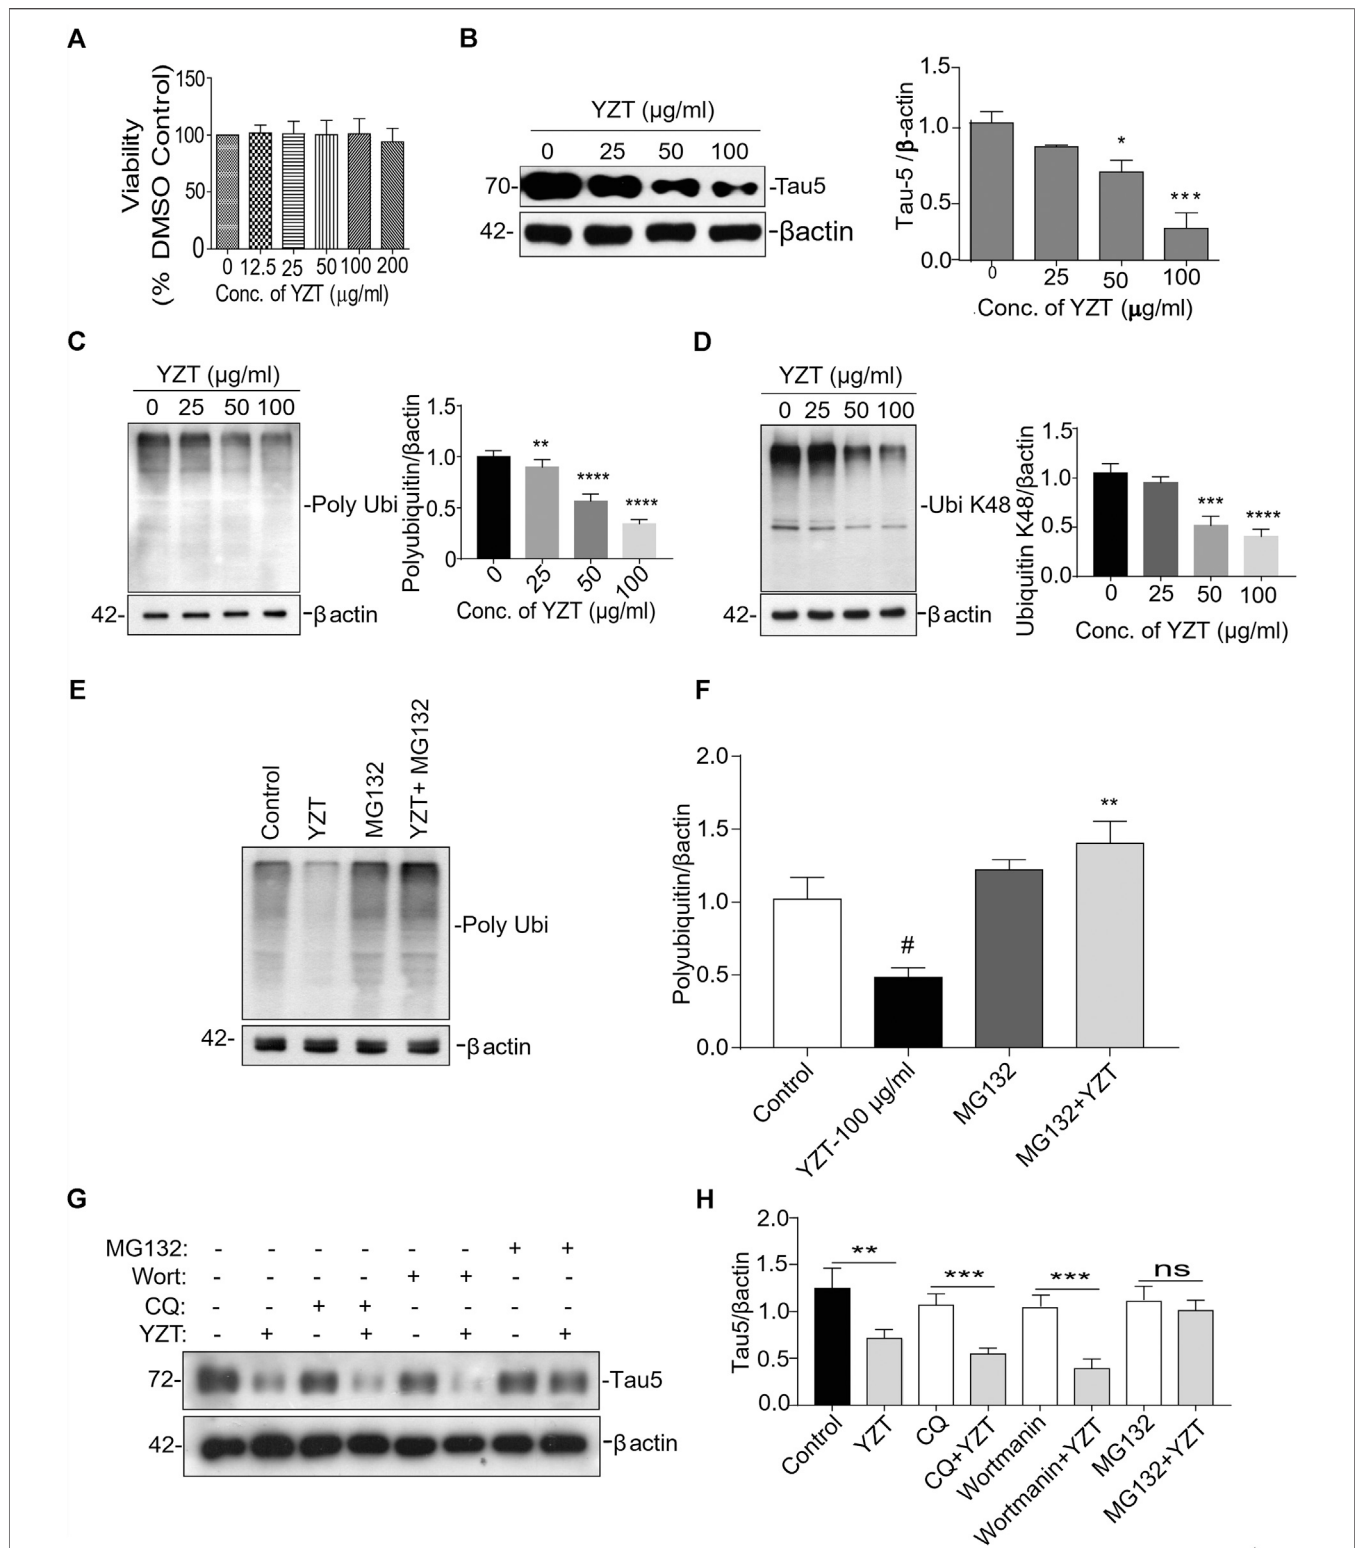 A
Viability
(% DMSO Control)
150
100
50
0
0 12.5 25 50 100 200
Conc. of YZT (μg/ml)
B
YZT (μg/ml)
0 25 50 100
70- -Tau5
42- -βactin
Tau-5 /β-actin
1.5
1.0
0.5
0.0
* ***
0 25 50 100
Conc. of YZT (μg/ml)
C
YZT (μg/ml)
0 25 50 100
-Poly Ubi
42- -β actin
Polyubiquitin/βactin
1.5
1.0
0.5
0
** **** ****
0 25 50 100
Conc. of YZT (μg/ml)
D
YZT (μg/ml)
0 25 50 100
-Ubi K48
42- -β actin
Ubiquitin K48/βactin
1.5
1.0
0.5
0.0
*** ****
0 25 50 100
Conc. of YZT (μg/ml)
E
Control YZT MG132 YZT+ MG132
-Poly Ubi
42- -β actin
F
Polyubiquitin/βactin
2.0
1.5
1.0
0.5
0.0
# **
Control YZT-100 μg/ml MG132 MG132+YZT
G
MG132: - - - - - - + +
Wort: - - - - + + - -
CQ: - - + + - - - -
YZT: - + - + - + - +
72- -Tau5
42- -β actin
H
Tau5/βactin
2.0
1.5
1.0
0.5
0.0
** *** *** ns
Control YZT CQ CQ+YZT Wortmanin Wortmanin+YZT MG132 MG132+YZT